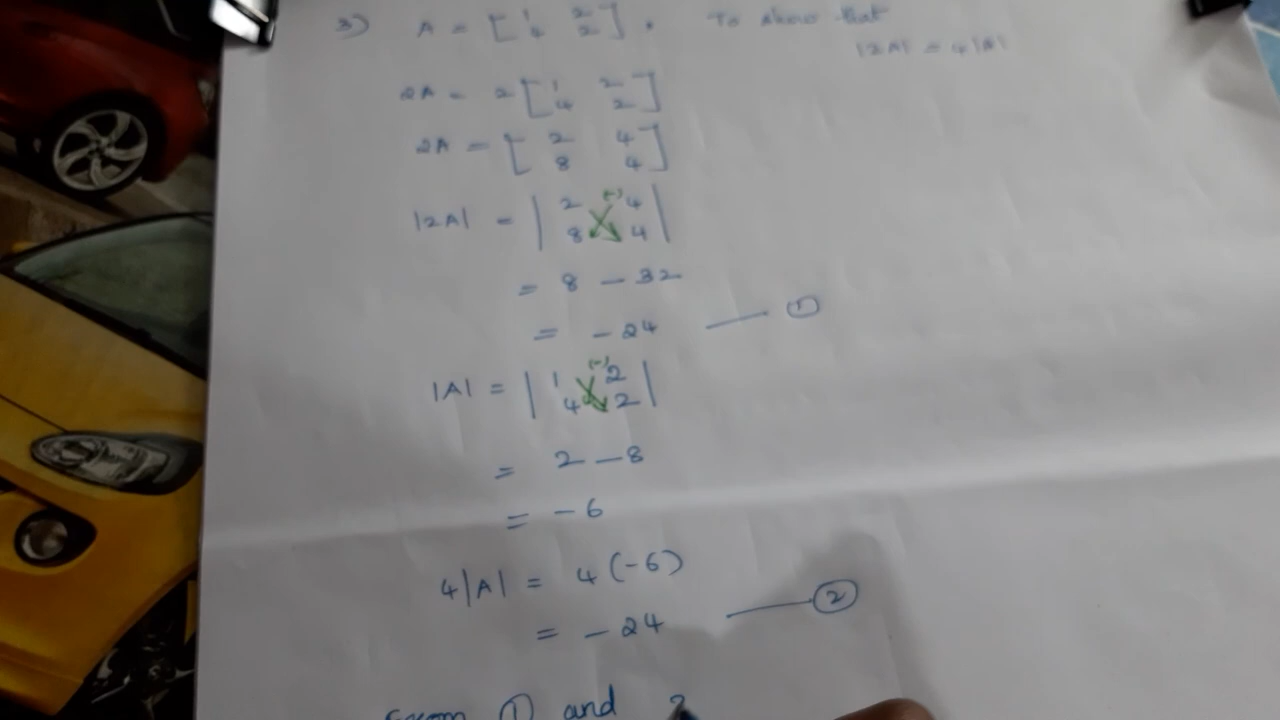 3) A = [ 1 2 4 2 ]. To show that
|2A| = 4|A|
2A = 2 [ 1 2 4 2 ]
2A = [ 2 4 8 4 ]
|2A| = | 2 (-) 4 8 4 |
= 8 - 32
= - 24 —— ①
|A| = | 1 (-) 2 4 2 |
= 2 - 8
= - 6
4|A| = 4 (-6)
= - 24 —— ②
From ① and